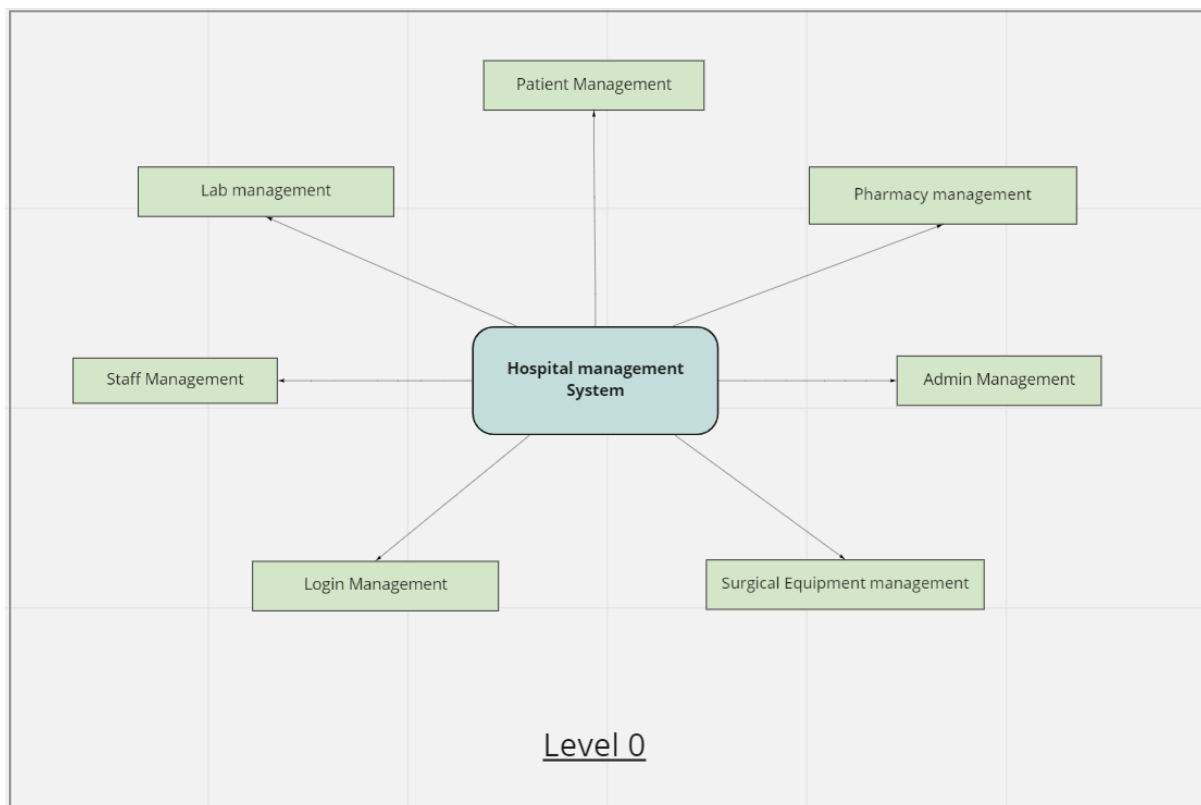 Patient Management
Lab management
Pharmacy management
Hospital management
System
Staff Management
Admin Management
Login Management
Surgical Equipment management
Level 0